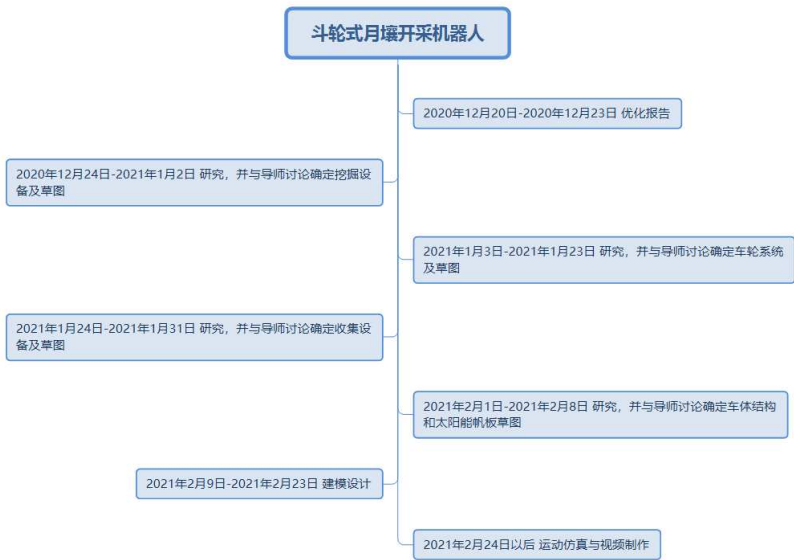 斗轮式月壤开采机器人
2020年12月20日-2020年12月23日 优化报告
2020年12月24日-2021年1月2日 研究，并与导师讨论确定挖掘设
备及草图
2021年1月3日-2021年1月23日 研究，并与导师讨论确定车轮系统
及草图
2021年1月24日-2021年1月31日 研究，并与导师讨论确定收集设
备及草图
2021年2月1日-2021年2月8日 研究，并与导师讨论确定车体结构
和太阳能帆板草图
2021年2月9日-2021年2月23日 建模设计
2021年2月24日以后 运动仿真与视频制作